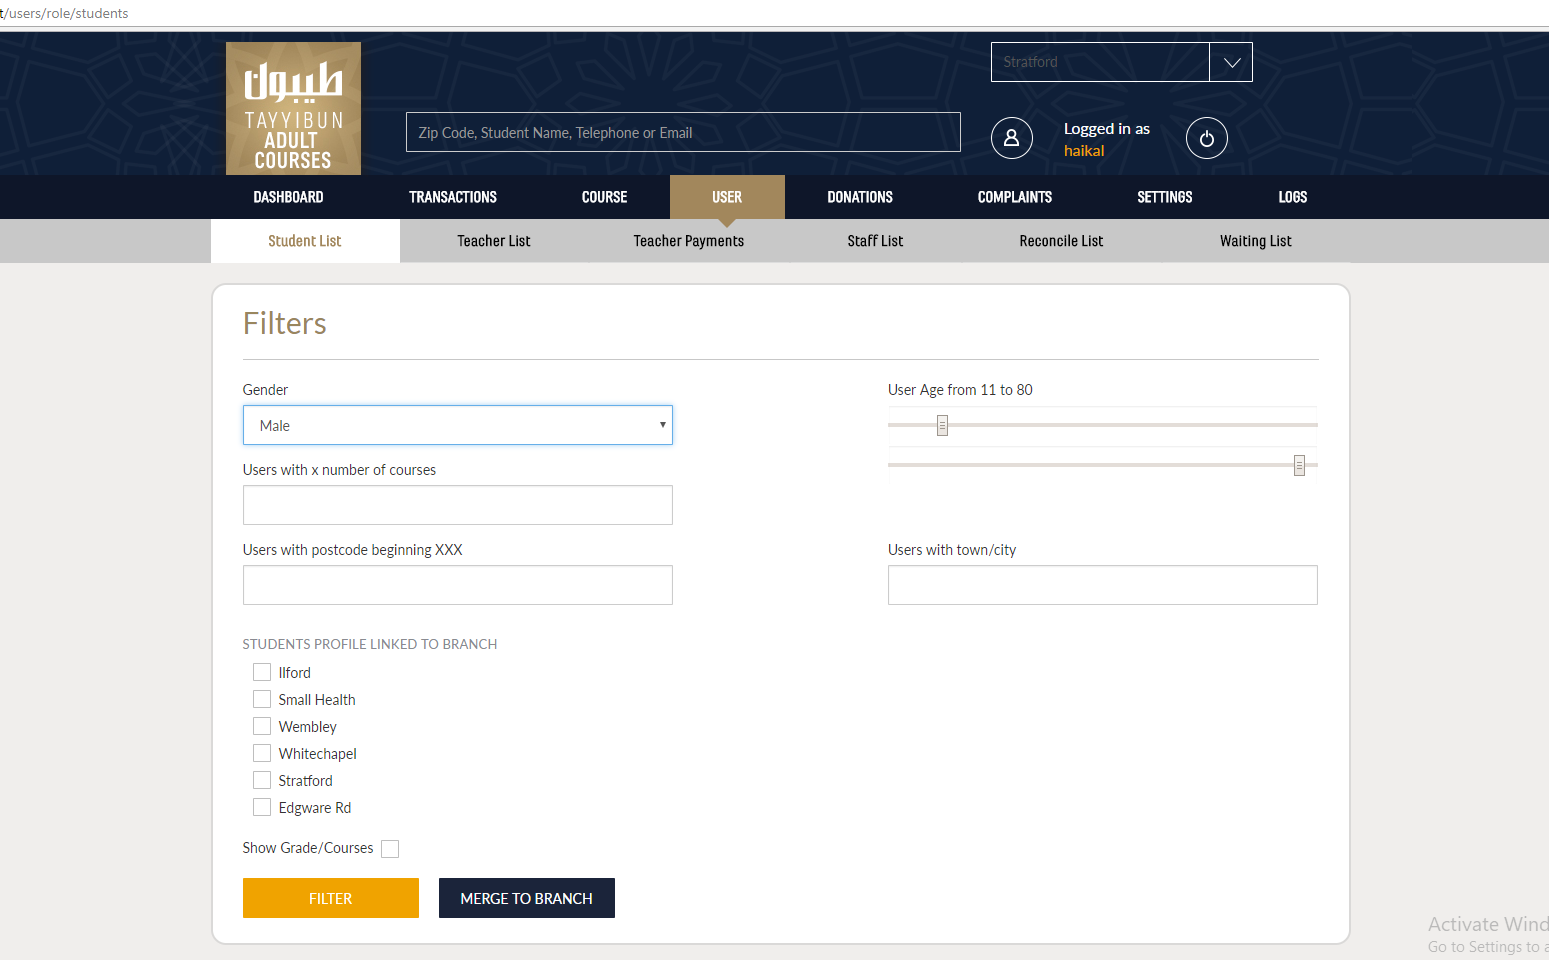 t/users/role/students
طيبون
TAYYIBUN
ADULT
COURSES
Stratford
Zip Code, Student Name, Telephone or Email
Logged in as
haikal
DASHBOARD TRANSACTIONS COURSE USER DONATIONS COMPLAINTS SETTINGS LOGS
Student List Teacher List Teacher Payments Staff List Reconcile List Waiting List
Filters
Gender
Male
User Age from 11 to 80
Users with x number of courses
Users with postcode beginning XXX
Users with town/city
STUDENTS PROFILE LINKED TO BRANCH
Ilford
Small Health
Wembley
Whitechapel
Stratford
Edgware Rd
Show Grade/Courses
FILTER MERGE TO BRANCH
Activate Wind
Go to Settings to a